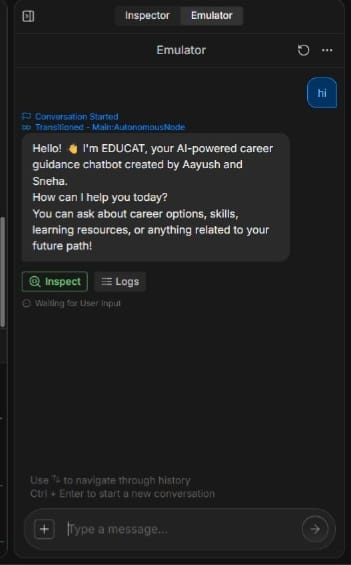 Inspector Emulator
Emulator
hi
Conversation Started
Transitioned - Main:AutonomousNode
Hello! 👋 I'm EDUCAT, your AI-powered career
guidance chatbot created by Aayush and
Sneha.
How can I help you today?
You can ask about career options, skills,
learning resources, or anything related to your
future path!
Inspect Logs
Waiting for User Input
Use ↑↓ to navigate through history
Ctrl + Enter to start a new conversation
Type a message...